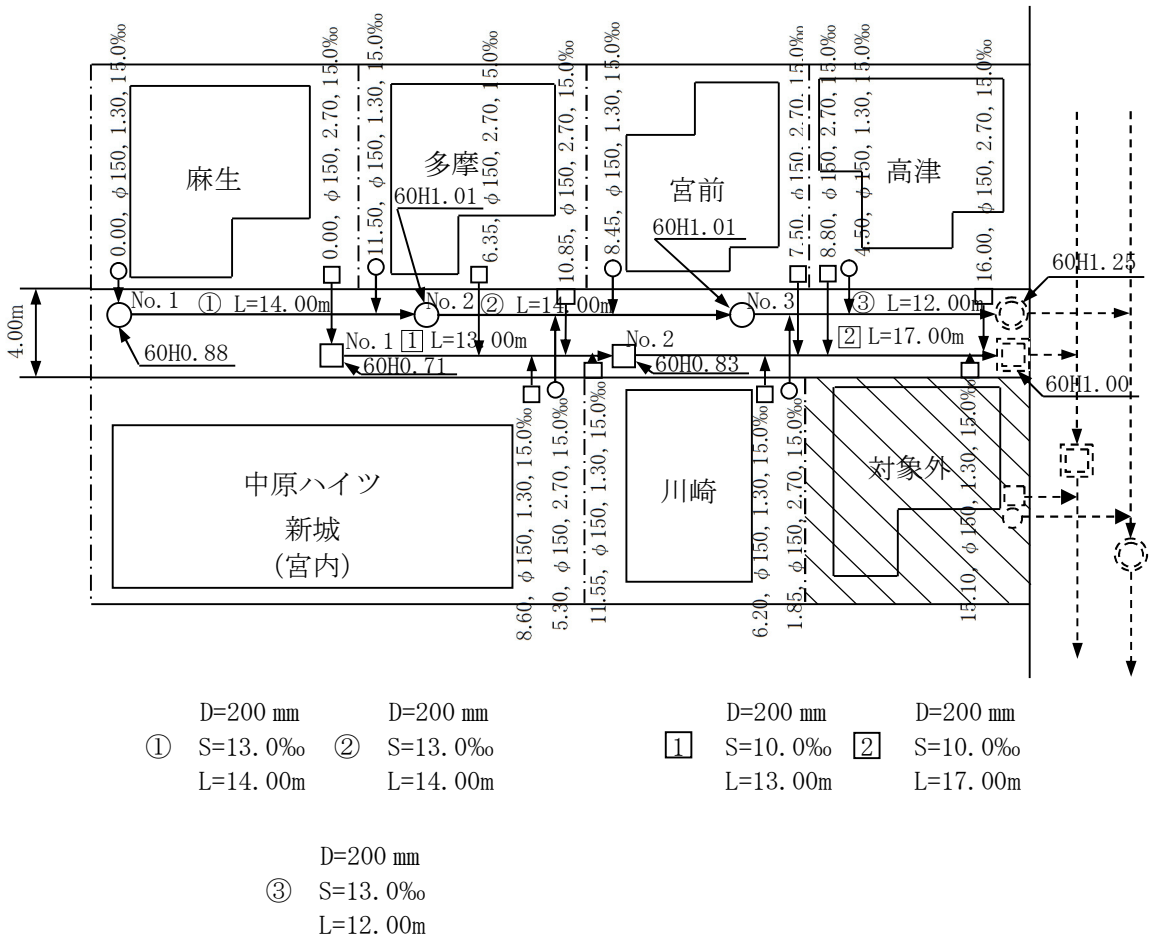 0.00, φ150, 1.30, 15.0‰
0.00, φ150, 2.70, 15.0‰
11.50, φ150, 1.30, 15.0‰
6.35, φ150, 2.70, 15.0‰
10.85, φ150, 2.70, 15.0‰
8.45, φ150, 1.30, 15.0‰
7.50, φ150, 2.70, 15.0‰
8.80, φ150, 2.70, 15.0‰
4.50, φ150, 1.30, 15.0‰
16.00, φ150, 2.70, 15.0‰
麻生
多摩
宮前
高津
60H1.01
60H1.01
60H1.25
4.00m
No.1 ① L=14.00m
No.2 ② L=14.00m
No.3 ③ L=12.00m
60H0.88
No.1 1 L=13.00m
No.2
2 L=17.00m
60H0.71
60H0.83
60H1.00
中原ハイツ
新城
(宮内)
川崎
対象外
8.60, φ150, 1.30, 15.0‰
5.30, φ150, 2.70, 15.0‰
11.55, φ150, 1.30, 15.0‰
6.20, φ150, 1.30, 15.0‰
1.85, φ150, 2.70, 15.0‰
15.10, φ150, 1.30, 15.0‰
D=200 mm D=200 mm D=200 mm D=200 mm
① S=13.0‰ ② S=13.0‰ 1 S=10.0‰ 2 S=10.0‰
L=14.00m L=14.00m L=13.00m L=17.00m
D=200 mm
③ S=13.0‰
L=12.00m